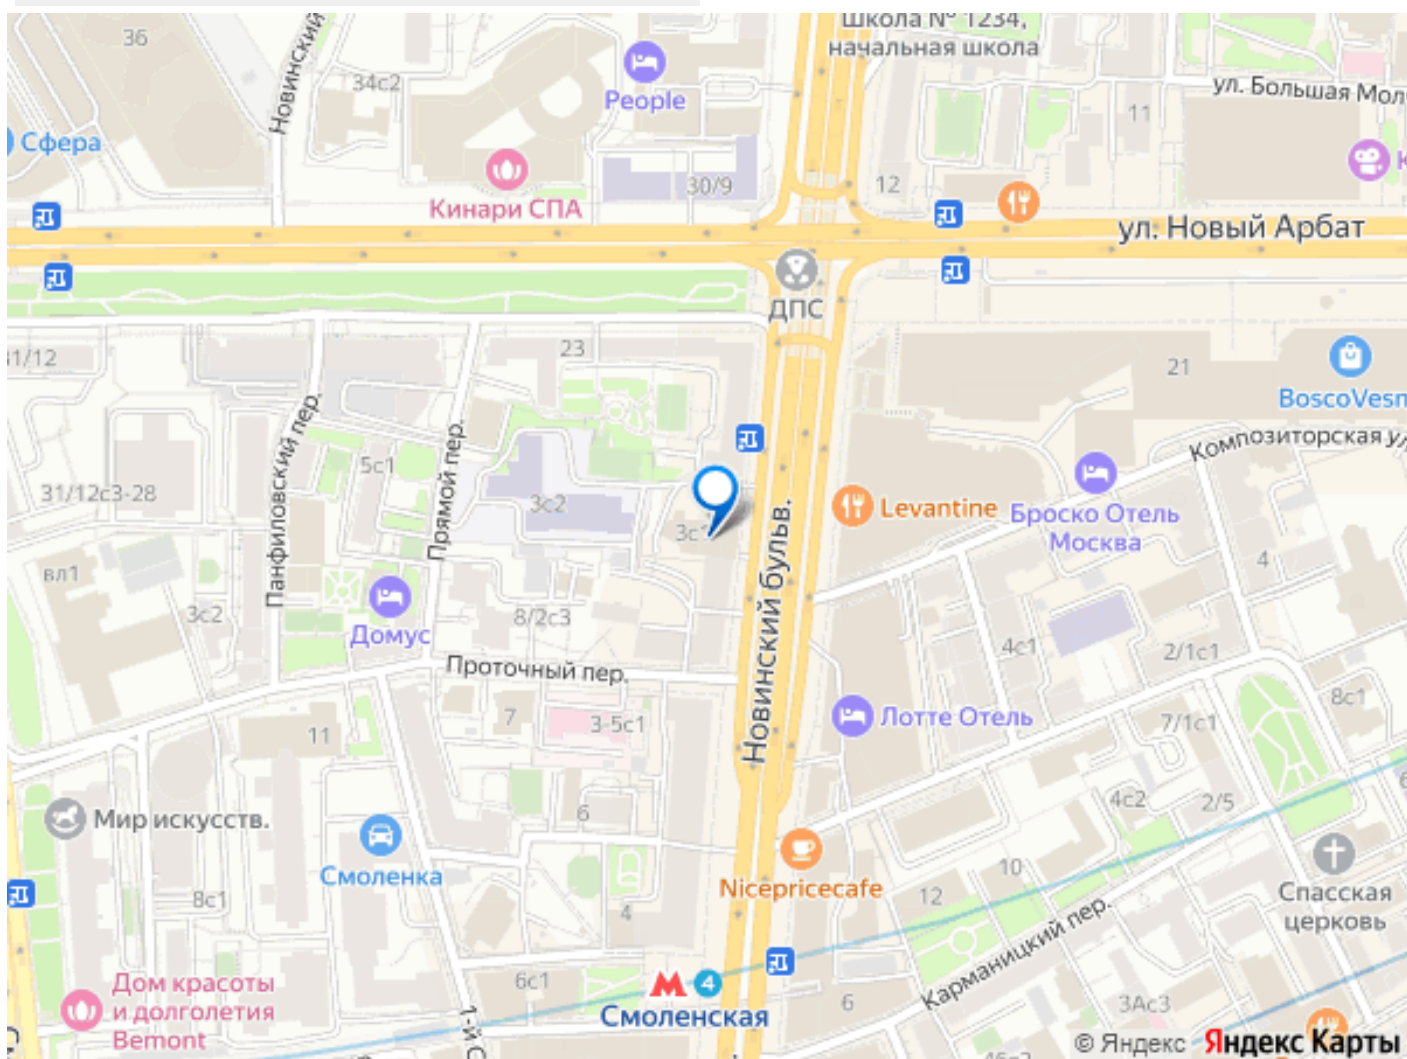 Школа № 1234,
начальная школа
36
Новинский
34с2
People
ул. Большая Мол
11
Сфера
Кинари СПА
30/9
12
К
ул. Новый Арбат
ДПС
31/12
23
21
BoscoVesn
Панфиловский пер.
Прямой пер.
5с1
Композиторская ул
31/12с3-28
3с2
3с1
Levantine
Броско Отель
Москва
Новинский бульв.
вл1
3с2
Домус
8/2с3
4
4с1
2/1с1
Проточный пер.
8с1
7
3-5с1
Лотте Отель
7/1с1
11
4с2
2/5
Мир искусств.
6
Смоленка
Nicepricecafe
10
12
Спасская
церковь
8с1
4
Карманицкий пер.
Дом красоты
и долголетия
Bemont
6с1
4
Смоленская
1-й С
6
3Ас3
© Яндекс Яндекс Карты